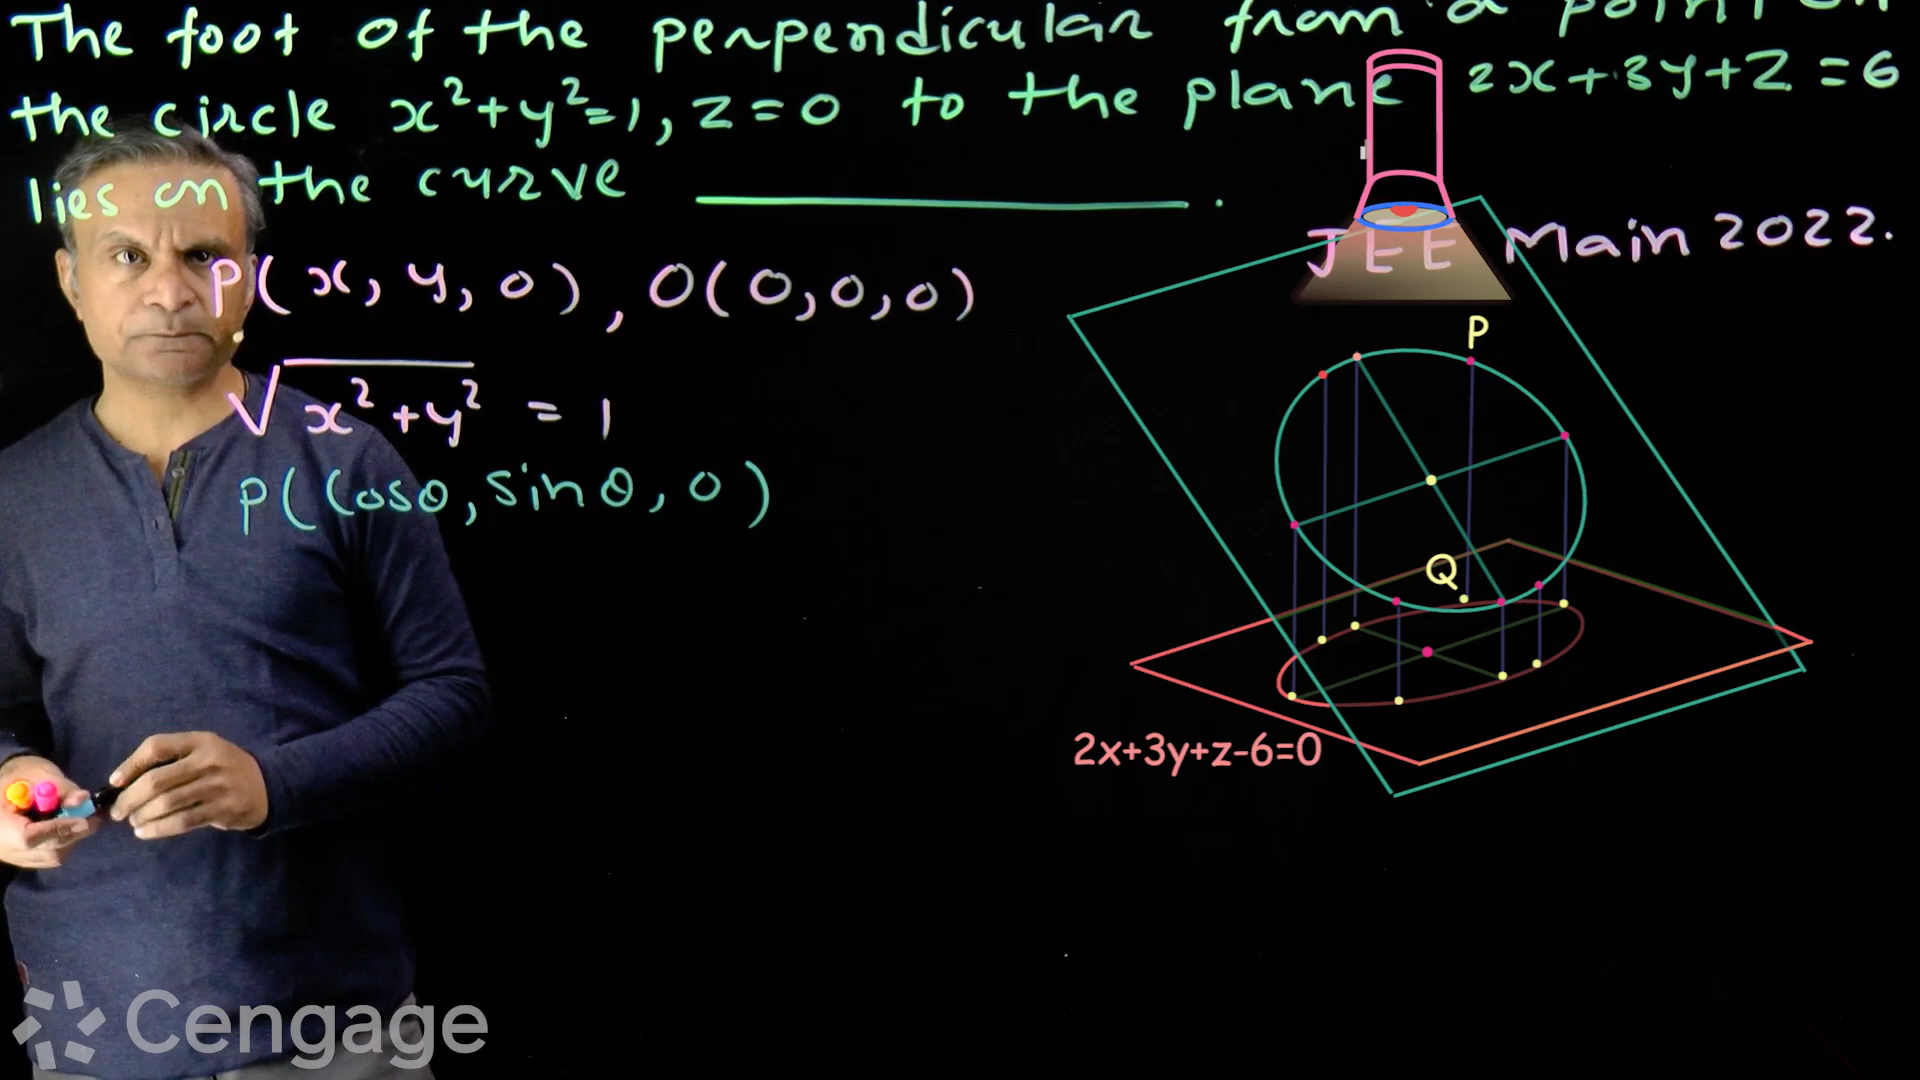 The foot of the perpendicular from a point on
the circle x²+y²=1, z=0 to the plane 2x+3y+z=6
lies on the curve ________.
JEE Main 2022.
P(x, y, 0), O(0,0,0)
√x²+y² = 1
P(cosθ, sinθ, 0)
P
Q
2x+3y+z-6=0
Cengage